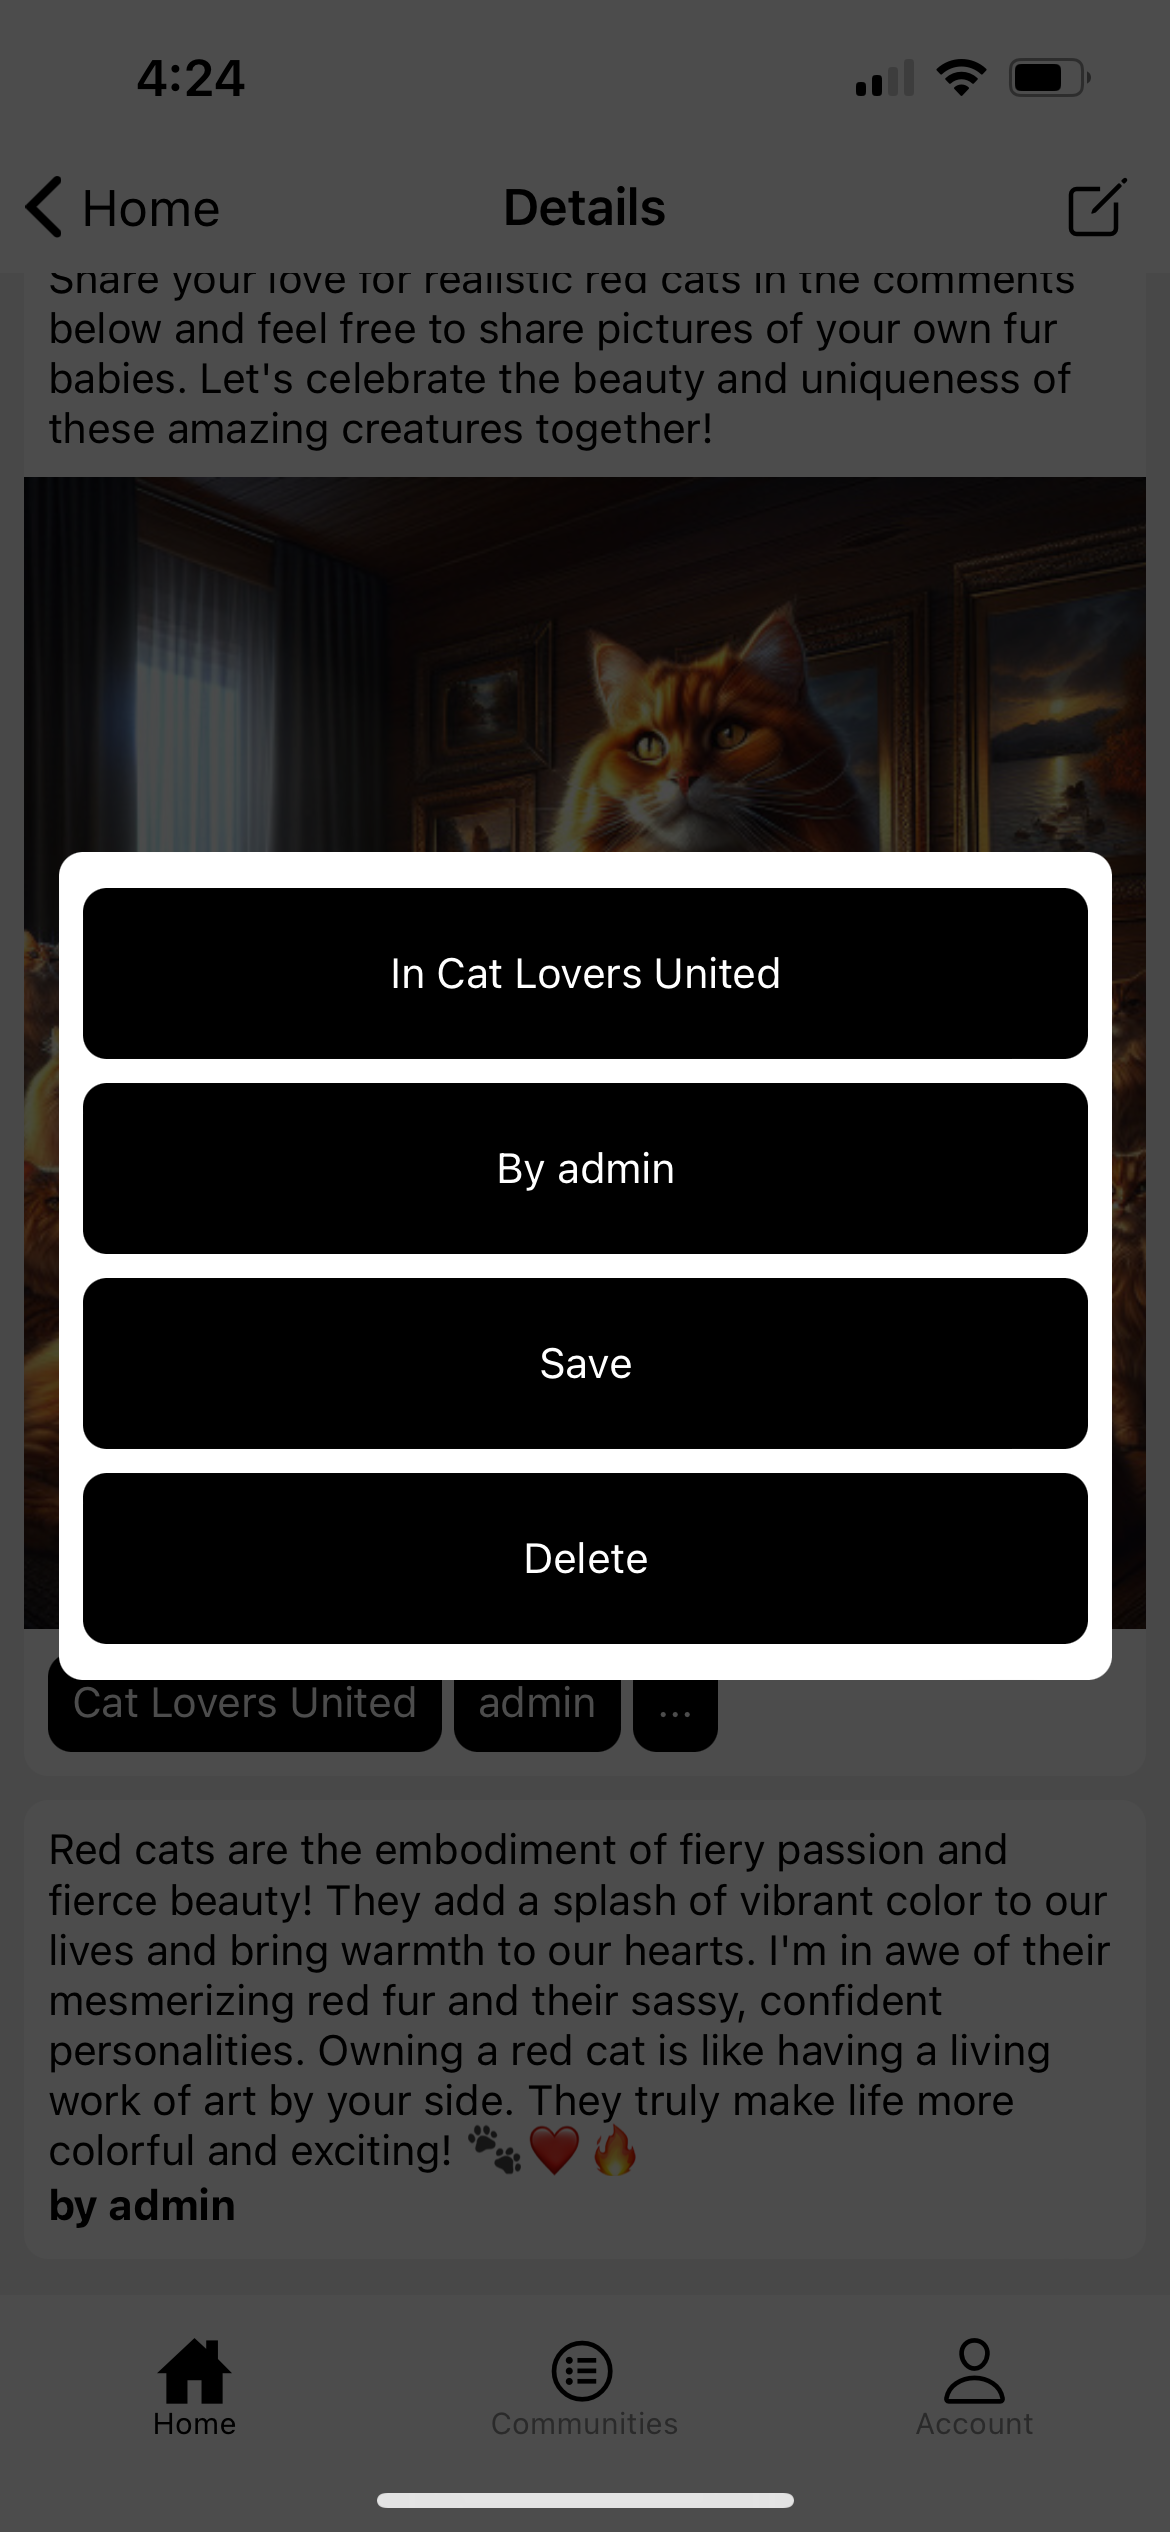 4:24
Home
Details
Share your love for realistic red cats in the comments
below and feel free to share pictures of your own fur
babies. Let's celebrate the beauty and uniqueness of
these amazing creatures together!
In Cat Lovers United
By admin
Save
Delete
Cat Lovers United
admin
...
Red cats are the embodiment of fiery passion and
fierce beauty! They add a splash of vibrant color to our
lives and bring warmth to our hearts. I'm in awe of their
mesmerizing red fur and their sassy, confident
personalities. Owning a red cat is like having a living
work of art by your side. They truly make life more
colorful and exciting! 🐾❤️🔥
by admin
Home
Communities
Account